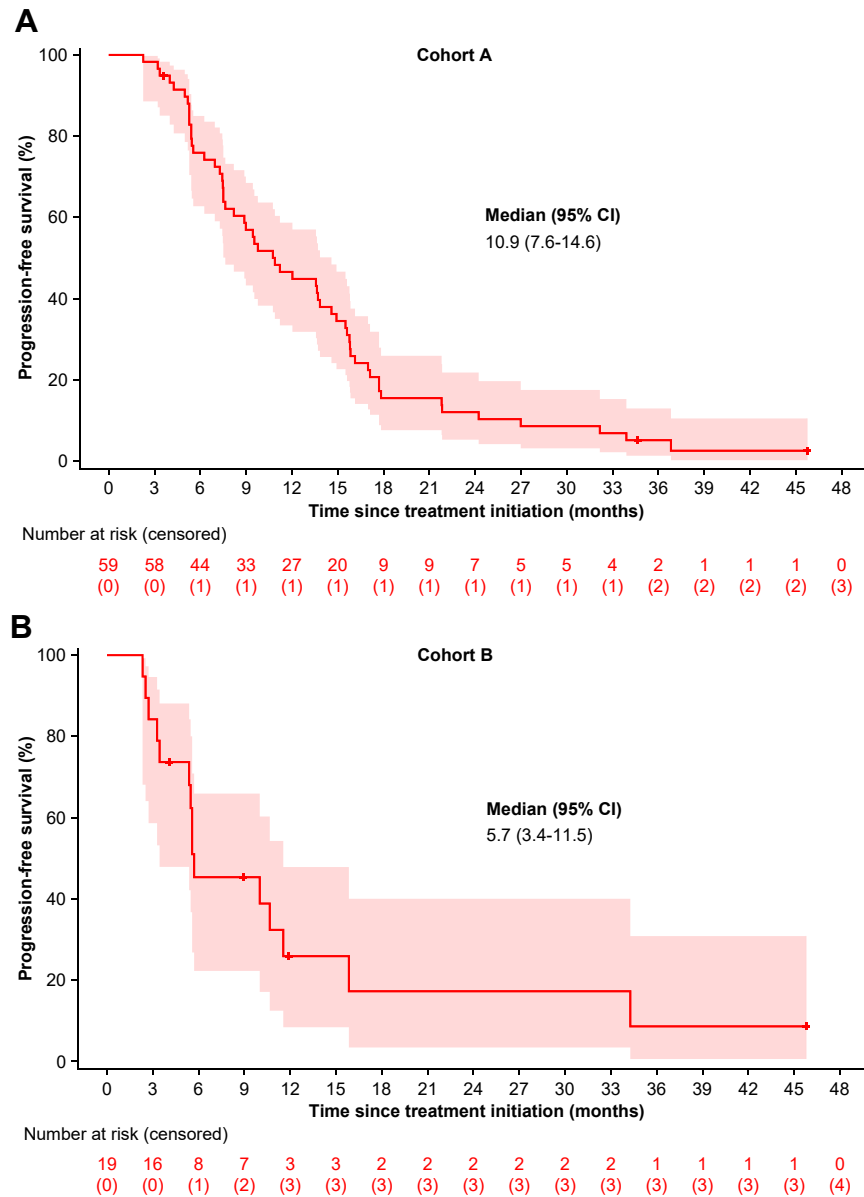 A
Cohort A
Progression-free survival (%)
100
80
60
40
20
0
Median (95% CI)
10.9 (7.6-14.6)
0 3 6 9 12 15 18 21 24 27 30 33 36 39 42 45 48
Time since treatment initiation (months)
Number at risk (censored)
59 58 44 33 27 20 9 9 7 5 5 4 2 1 1 1 0
(0) (0) (1) (1) (1) (1) (1) (1) (1) (1) (1) (1) (2) (2) (2) (2) (3)
B
Cohort B
Progression-free survival (%)
100
80
60
40
20
0
Median (95% CI)
5.7 (3.4-11.5)
0 3 6 9 12 15 18 21 24 27 30 33 36 39 42 45 48
Time since treatment initiation (months)
Number at risk (censored)
19 16 8 7 3 3 2 2 2 2 2 2 1 1 1 1 0
(0) (0) (1) (2) (3) (3) (3) (3) (3) (3) (3) (3) (3) (3) (3) (3) (4)